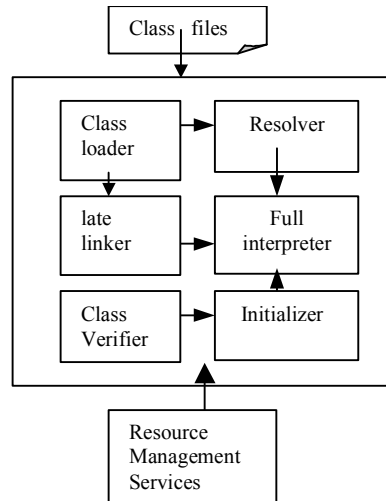 Class files
Class
loader
Resolver
late
linker
Full
interpreter
Class
Verifier
Initializer
Resource
Management
Services